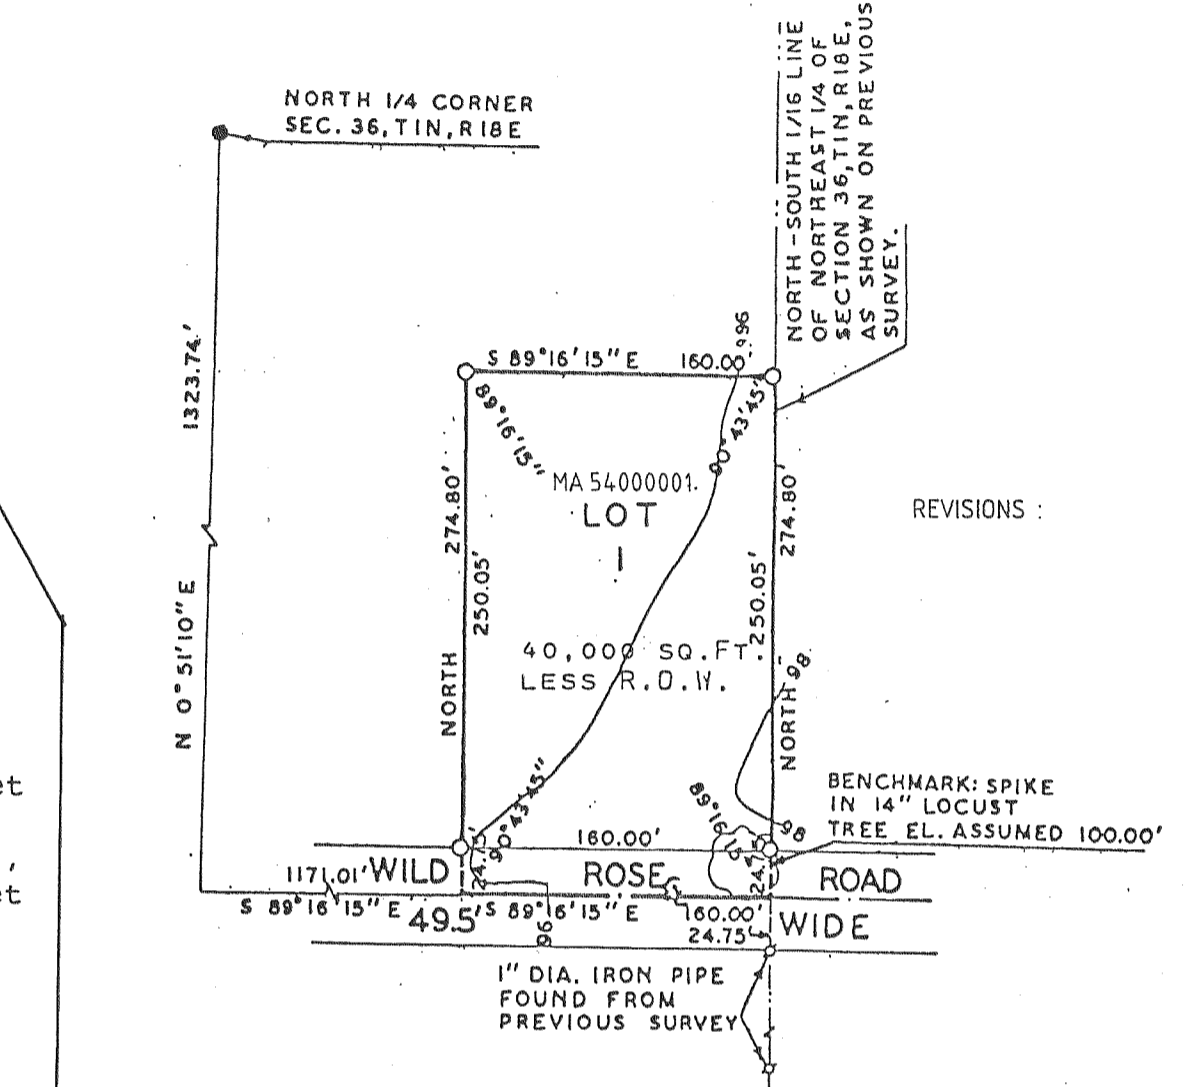 NORTH 1/4 CORNER
SEC. 36, T1N, R18E
NORTH-SOUTH 1/16 LINE
OF NORTHEAST 1/4 OF
SECTION 36, T1N, R18E,
AS SHOWN ON PREVIOUS
SURVEY.
1323.74'
N 0°51'10" E
S 89°16'15" E 160.00'
996
89°16'15"
90°43'45"
MA 54000001.
LOT
1
REVISIONS :
274.80'
250.05'
NORTH
274.80'
250.05'
NORTH
40,000 SQ.FT.
LESS R.O.W.
98
98
90°43'45"
89°16'15"
BENCHMARK: SPIKE
IN 14" LOCUST
TREE EL. ASSUMED 100.00'
160.00'
24.75'
24.75'
1171.01'
WILD ROSE ROAD
S 89°16'15" E
49.5' WIDE
S 89°16'15" E
160.00'
24.75'
96
1" DIA. IRON PIPE
FOUND FROM
PREVIOUS SURVEY
et
,
et